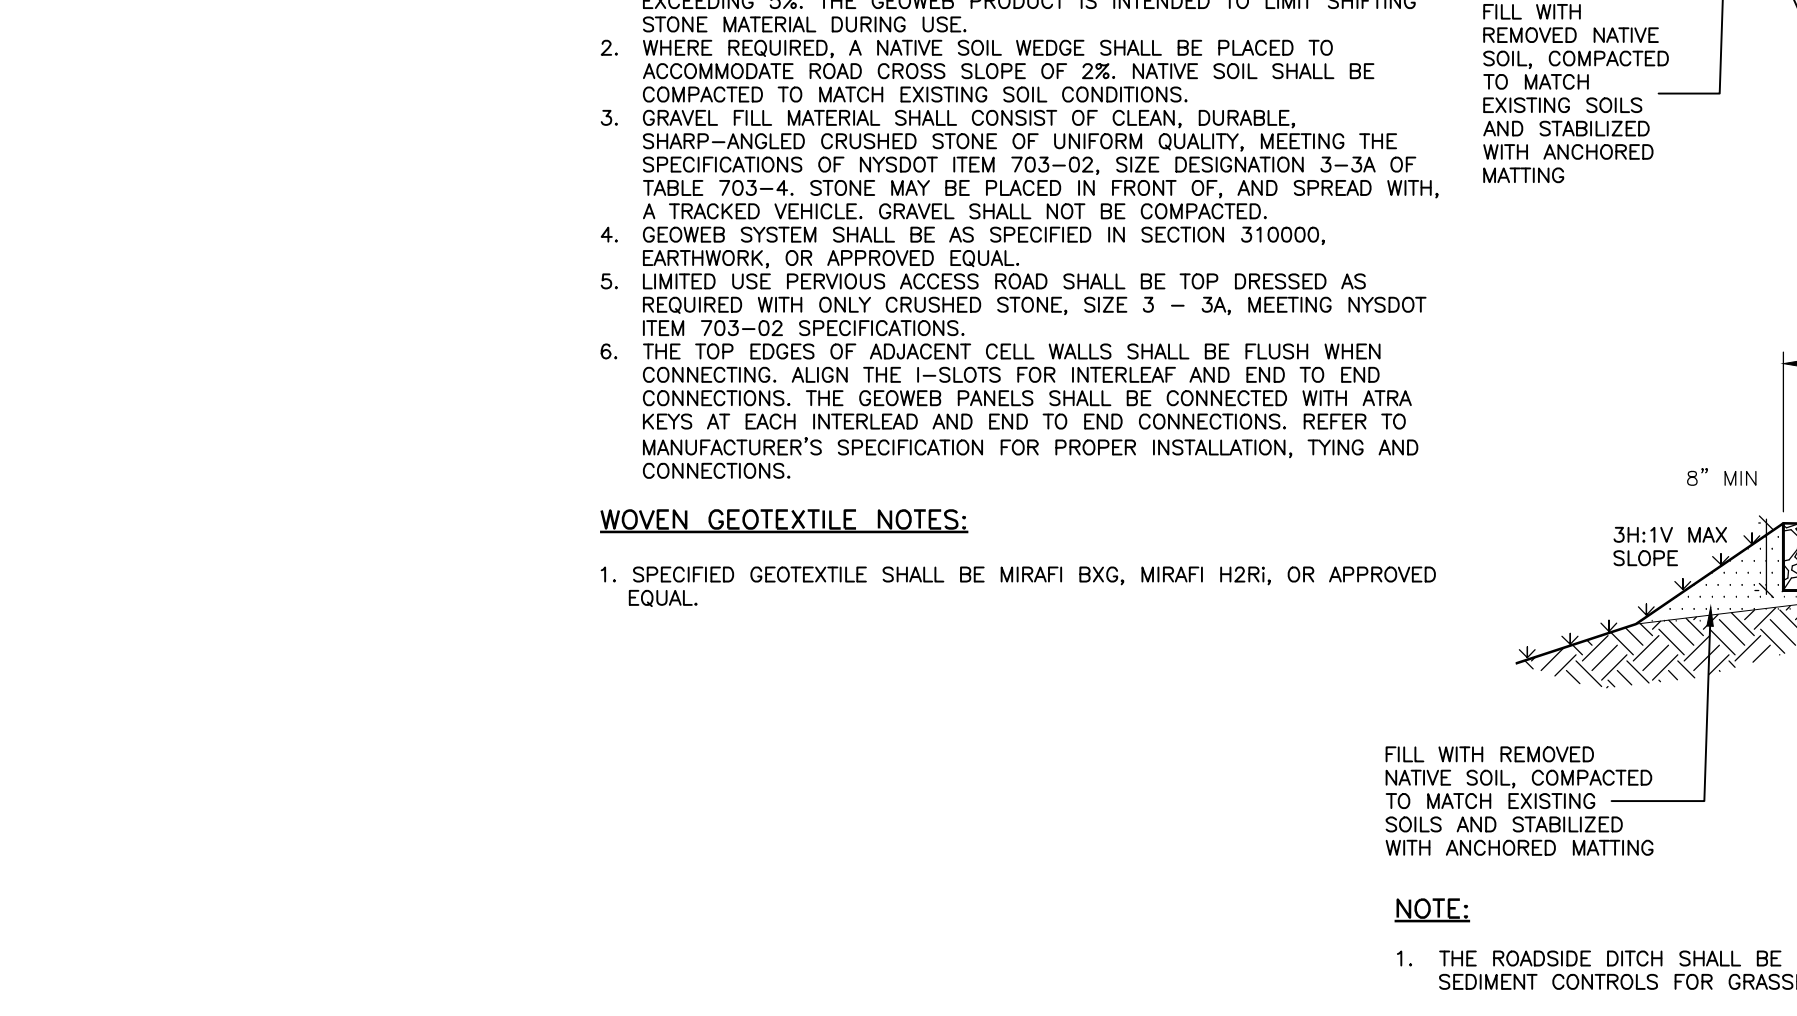 EXCEEDING 5%. THE GEOWEB PRODUCT IS INTENDED TO LIMIT SHIFTING
STONE MATERIAL DURING USE.
2. WHERE REQUIRED, A NATIVE SOIL WEDGE SHALL BE PLACED TO
ACCOMMODATE ROAD CROSS SLOPE OF 2%. NATIVE SOIL SHALL BE
COMPACTED TO MATCH EXISTING SOIL CONDITIONS.
3. GRAVEL FILL MATERIAL SHALL CONSIST OF CLEAN, DURABLE,
SHARP-ANGLED CRUSHED STONE OF UNIFORM QUALITY, MEETING THE
SPECIFICATIONS OF NYSDOT ITEM 703-02, SIZE DESIGNATION 3-3A OF
TABLE 703-4. STONE MAY BE PLACED IN FRONT OF, AND SPREAD WITH,
A TRACKED VEHICLE. GRAVEL SHALL NOT BE COMPACTED.
4. GEOWEB SYSTEM SHALL BE AS SPECIFIED IN SECTION 310000,
EARTHWORK, OR APPROVED EQUAL.
5. LIMITED USE PERVIOUS ACCESS ROAD SHALL BE TOP DRESSED AS
REQUIRED WITH ONLY CRUSHED STONE, SIZE 3 - 3A, MEETING NYSDOT
ITEM 703-02 SPECIFICATIONS.
6. THE TOP EDGES OF ADJACENT CELL WALLS SHALL BE FLUSH WHEN
CONNECTING. ALIGN THE I-SLOTS FOR INTERLEAF AND END TO END
CONNECTIONS. THE GEOWEB PANELS SHALL BE CONNECTED WITH ATRA
KEYS AT EACH INTERLEAD AND END TO END CONNECTIONS. REFER TO
MANUFACTURER'S SPECIFICATION FOR PROPER INSTALLATION, TYING AND
CONNECTIONS.
WOVEN GEOTEXTILE NOTES:
1. SPECIFIED GEOTEXTILE SHALL BE MIRAFI BXG, MIRAFI H2Ri, OR APPROVED
EQUAL.
FILL WITH
REMOVED NATIVE
SOIL, COMPACTED
TO MATCH
EXISTING SOILS
AND STABILIZED
WITH ANCHORED
MATTING
8" MIN
3H:1V MAX
SLOPE
FILL WITH REMOVED
NATIVE SOIL, COMPACTED
TO MATCH EXISTING
SOILS AND STABILIZED
WITH ANCHORED MATTING
NOTE:
1. THE ROADSIDE DITCH SHALL BE
SEDIMENT CONTROLS FOR